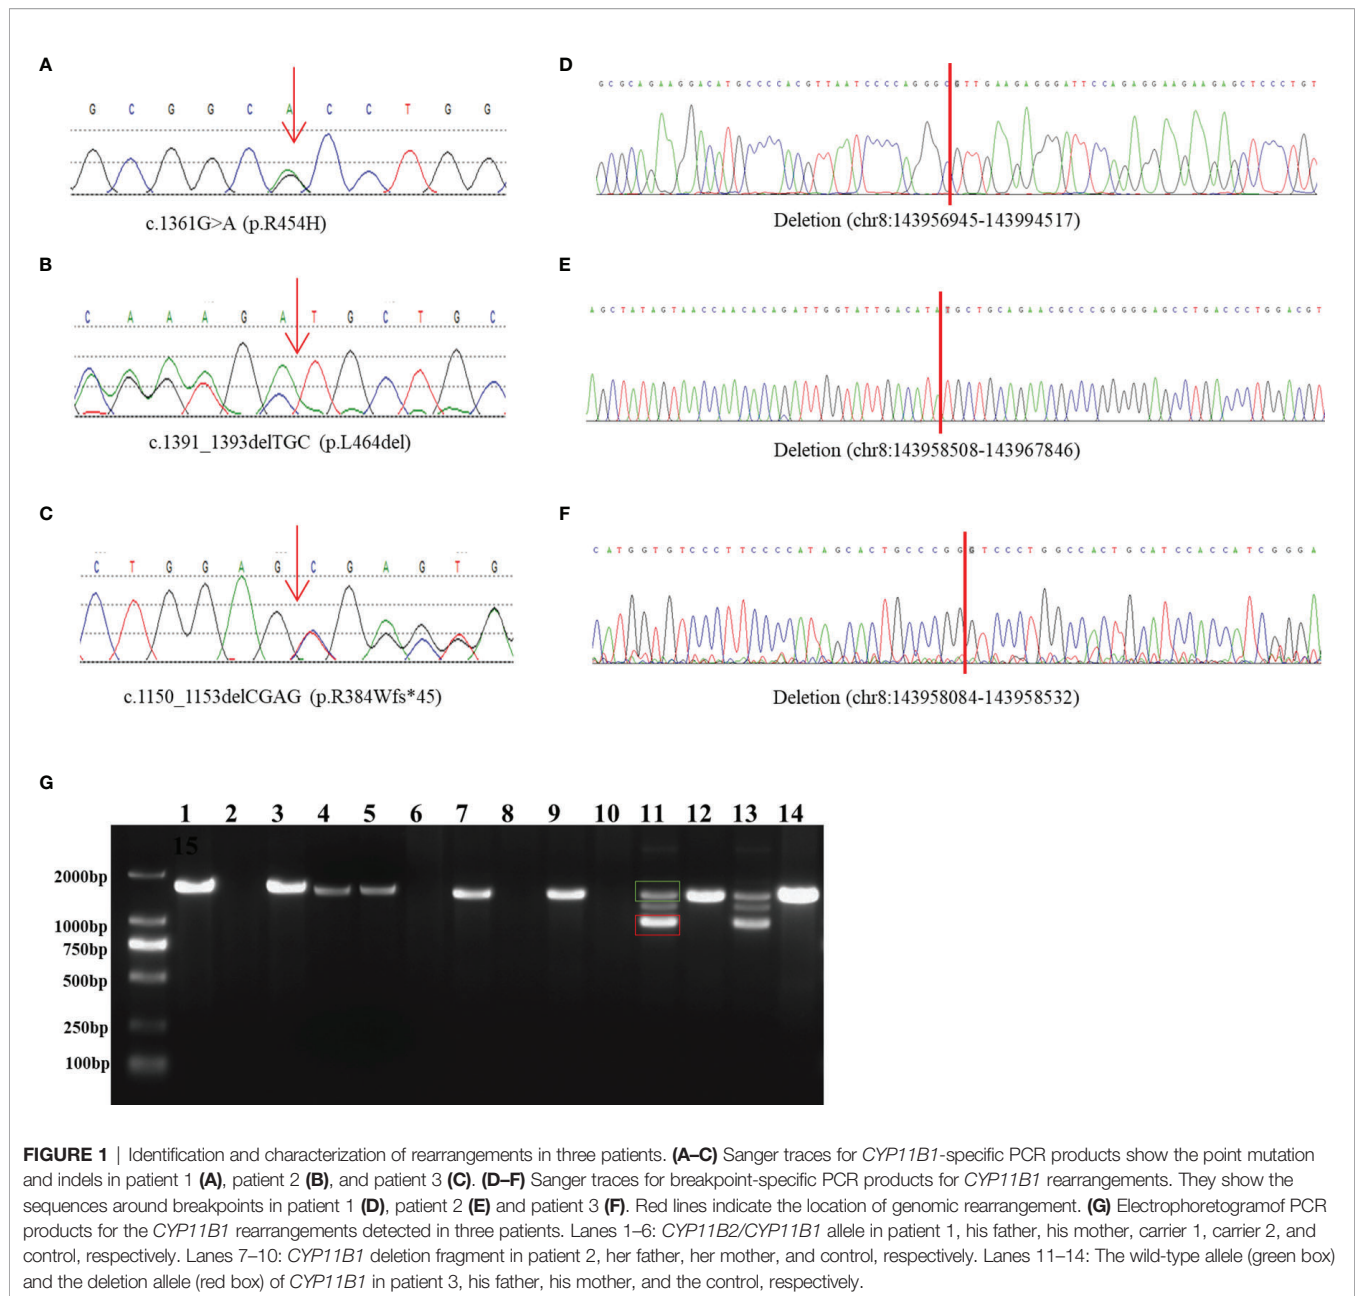 A
G C G G C A C C T G G
c.1361G>A (p.R454H)
B
C A A A G A T G C T G C
c.1391_1393delTGC (p.L464del)
C
C T G G A G C G A G T G
c.1150_1153delCGAG (p.R384Wfs*45)
D
GCGCAGAAGGACATGCCCCACGTTAATCCCCAGGGCGTTGAAGAGGGATTCCAGAGGAAGAAGAGCTCCCTGT
Deletion (chr8:143956945-143994517)
E
AGCTATAGTAACCAACACAGATTGGTATTGACATATGCTGCAGAACGCCCGGGGGAGCCTGACCCTGGACGT
Deletion (chr8:143958508-143967846)
F
CATGGTGTCCCTTCCCCATAGCACTGCCCGGGTCCCTGGCCACTGCATCCACCATCGGGA
Deletion (chr8:143958084-143958532)
G
1 2 3 4 5 6 7 8 9 10 11 12 13 14
15
2000bp
1000bp
750bp
500bp
250bp
100bp
FIGURE 1 | Identification and characterization of rearrangements in three patients. (A–C) Sanger traces for CYP11B1-specific PCR products show the point mutation
and indels in patient 1 (A), patient 2 (B), and patient 3 (C). (D–F) Sanger traces for breakpoint-specific PCR products for CYP11B1 rearrangements. They show the
sequences around breakpoints in patient 1 (D), patient 2 (E) and patient 3 (F). Red lines indicate the location of genomic rearrangement. (G) Electrophoretogramof PCR
products for the CYP11B1 rearrangements detected in three patients. Lanes 1–6: CYP11B2/CYP11B1 allele in patient 1, his father, his mother, carrier 1, carrier 2, and
control, respectively. Lanes 7–10: CYP11B1 deletion fragment in patient 2, her father, her mother, and control, respectively. Lanes 11–14: The wild-type allele (green box)
and the deletion allele (red box) of CYP11B1 in patient 3, his father, his mother, and the control, respectively.